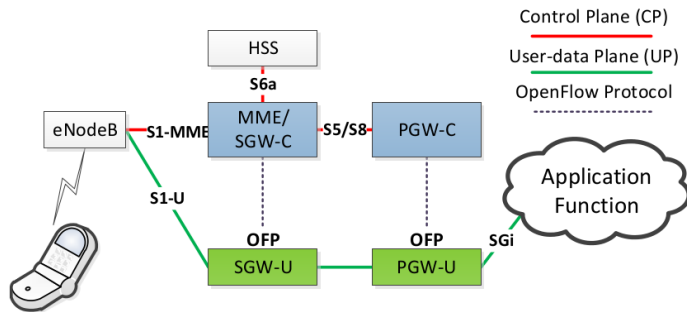 Control Plane (CP)
HSS
User-data Plane (UP)
S6a
OpenFlow Protocol
eNodeB
S1-MME
MME/
SGW-C
S5/S8
PGW-C
S1-U
Application
Function
OFP
OFP
SGi
SGW-U
PGW-U